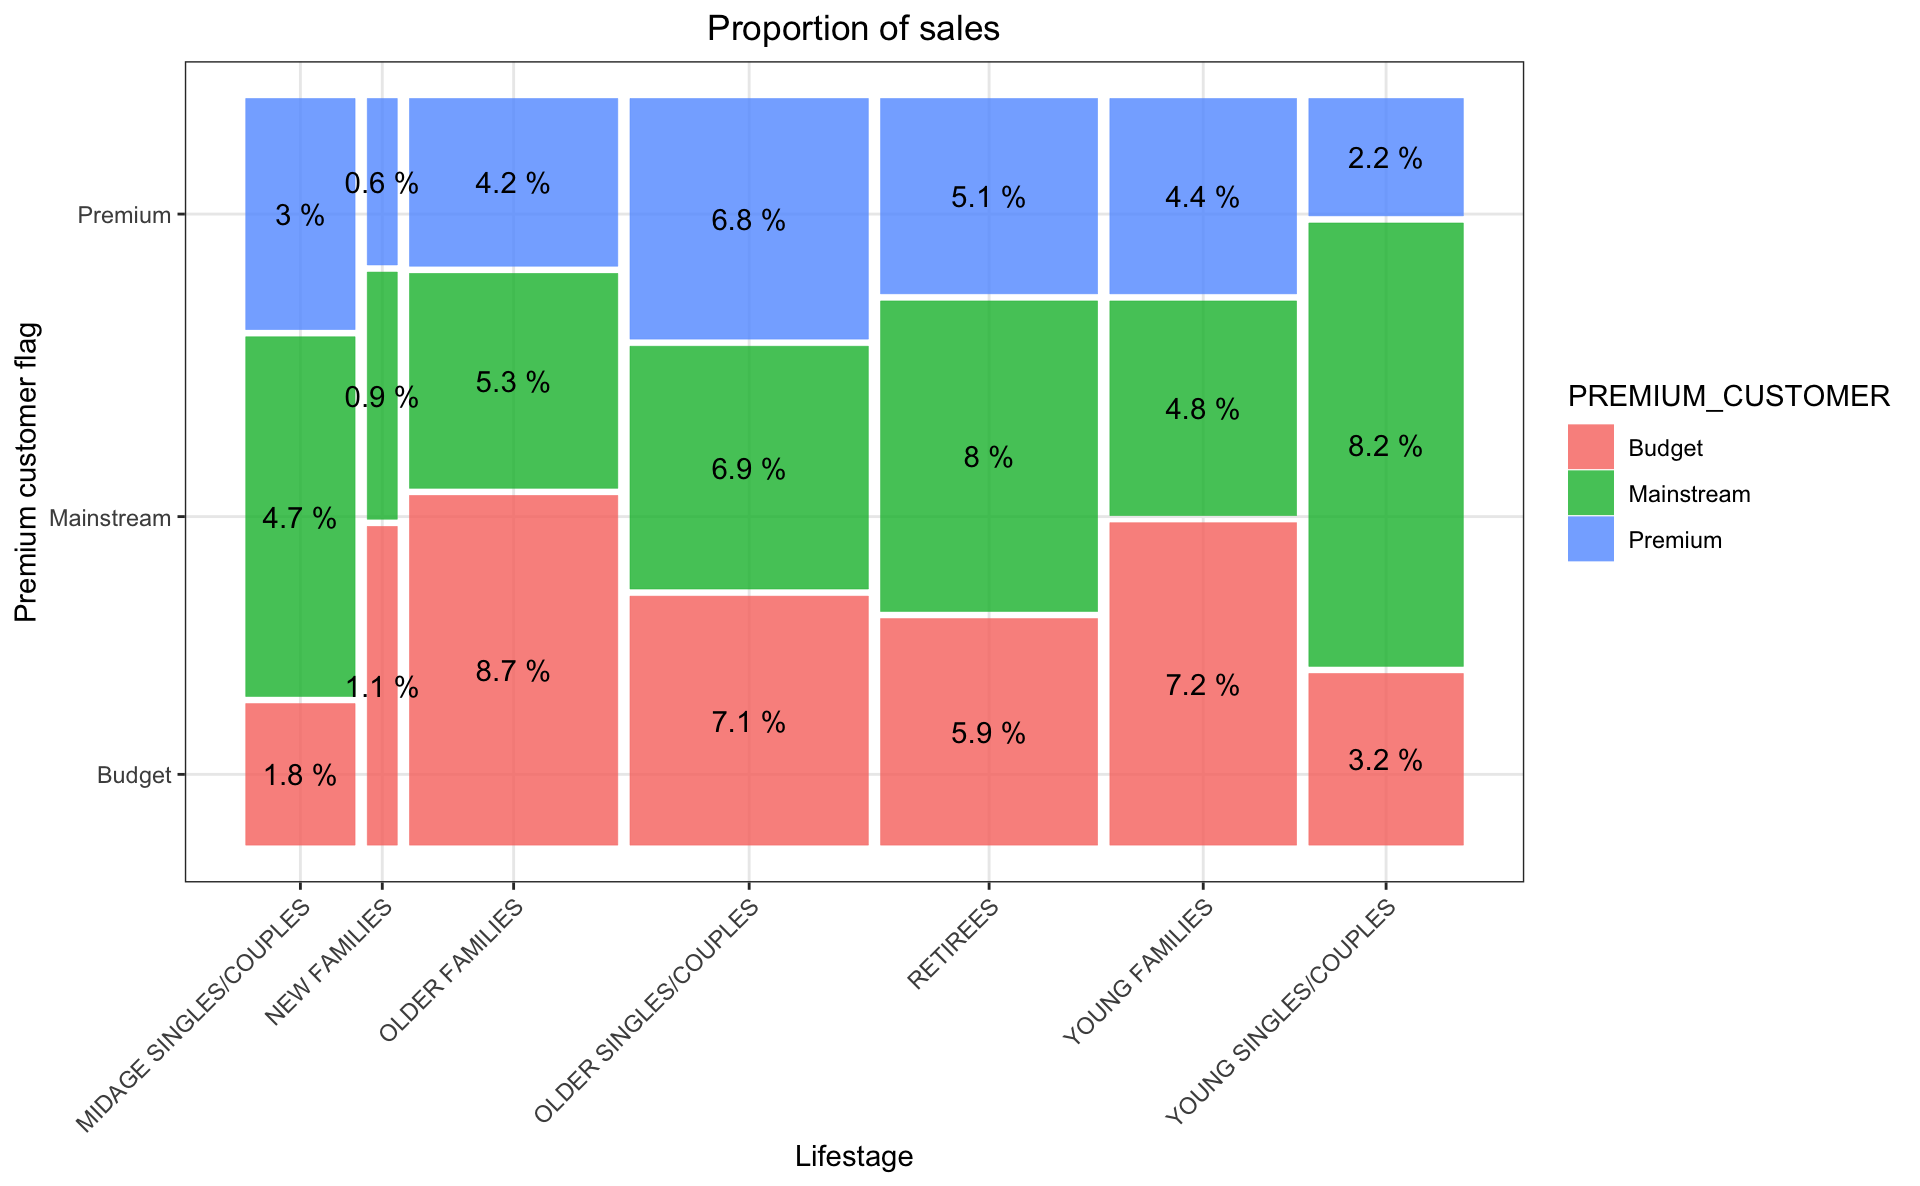 Proportion of sales
Premium customer flag
Premium
Mainstream
Budget
3 %
4.7 %
1.8 %
0.6 %
0.9 %
1.1 %
4.2 %
5.3 %
8.7 %
6.8 %
6.9 %
7.1 %
5.1 %
8 %
5.9 %
4.4 %
4.8 %
7.2 %
2.2 %
8.2 %
3.2 %
MIDAGE SINGLES/COUPLES
NEW FAMILIES
OLDER FAMILIES
OLDER SINGLES/COUPLES
RETIREES
YOUNG FAMILIES
YOUNG SINGLES/COUPLES
Lifestage
PREMIUM_CUSTOMER
Budget
Mainstream
Premium